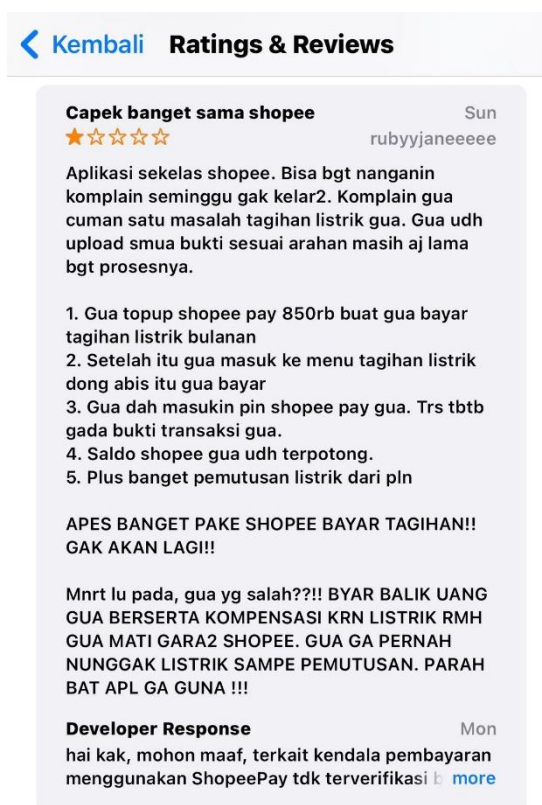 Kembali Ratings & Reviews
Capek banget sama shopee Sun
rubyyjaneeeee
Aplikasi sekelas shopee. Bisa bgt nanganin
komplain seminggu gak kelar2. Komplain gua
cuman satu masalah tagihan listrik gua. Gua udh
upload smua bukti sesuai arahan masih aj lama
bgt prosesnya.
1. Gua topup shopee pay 850rb buat gua bayar
tagihan listrik bulanan
2. Setelah itu gua masuk ke menu tagihan listrik
dong abis itu gua bayar
3. Gua dah masukin pin shopee pay gua. Trs tbtb
gada bukti transaksi gua.
4. Saldo shopee gua udh terpotong.
5. Plus banget pemutusan listrik dari pln
APES BANGET PAKE SHOPEE BAYAR TAGIHAN!!
GAK AKAN LAGI!!
Mnrt lu pada, gua yg salah??!! BYAR BALIK UANG
GUA BERSERTA KOMPENSASI KRN LISTRIK RMH
GUA MATI GARA2 SHOPEE. GUA GA PERNAH
NUNGGAK LISTRIK SAMPE PEMUTUSAN. PARAH
BAT APL GA GUNA !!!
Developer Response Mon
hai kak, mohon maaf, terkait kendala pembayaran
menggunakan ShopeePay tdk terverifikasi more